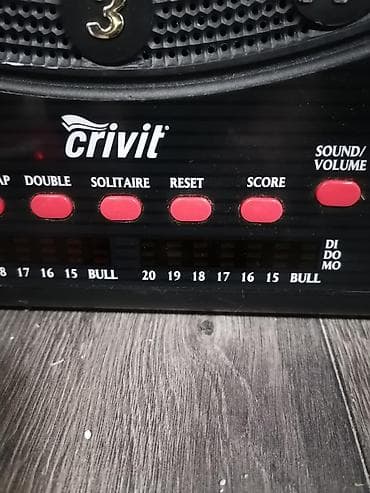 3
crivit
SOUND/
VOLUME
AP DOUBLE SOLITAIRE RESET SCORE
DI
DO
MO
8 17 16 15 BULL 20 19 18 17 16 15 BULL